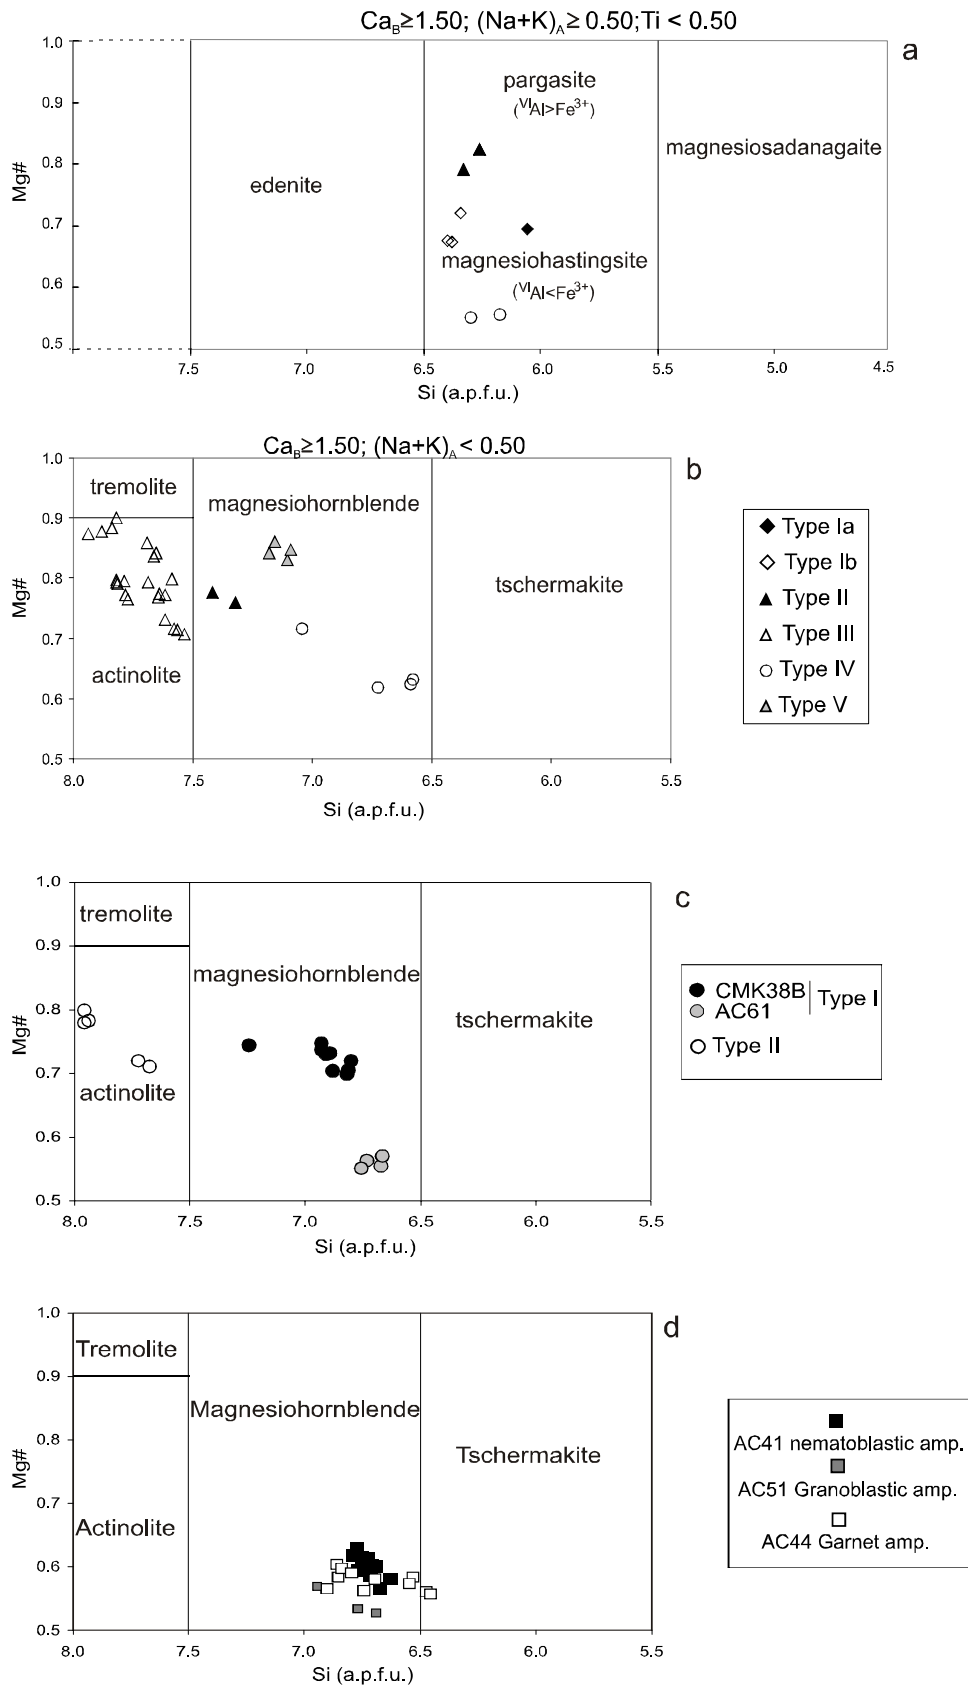 Ca_B≥1.50; (Na+K)_A≥ 0.50;Ti < 0.50
a
1.0
0.9
0.8
0.7
0.6
0.5
Mg#
pargasite
(^VIAl>Fe^3+)
magnesiosadanagaite
edenite
magnesiohastingsite
(^VIAl<Fe^3+)
7.5 7.0 6.5 6.0 5.5 5.0 4.5
Si (a.p.f.u.)
Ca_B≥1.50; (Na+K)_A < 0.50
b
1.0
0.9
0.8
0.7
0.6
0.5
Mg#
tremolite
magnesiohornblende
tschermakite
actinolite
8.0 7.5 7.0 6.5 6.0 5.5
Si (a.p.f.u.)
Type Ia
Type Ib
Type II
Type III
Type IV
Type V
c
1.0
0.9
0.8
0.7
0.6
0.5
Mg#
tremolite
magnesiohornblende
tschermakite
actinolite
8.0 7.5 7.0 6.5 6.0 5.5
Si (a.p.f.u.)
CMK38B
AC61
Type I
Type II
d
1.0
0.9
0.8
0.7
0.6
0.5
Mg#
Tremolite
Magnesiohornblende
Tschermakite
Actinolite
8.0 7.5 7.0 6.5 6.0 5.5
Si (a.p.f.u.)
AC41 nematoblastic amp.
AC51 Granoblastic amp.
AC44 Garnet amp.